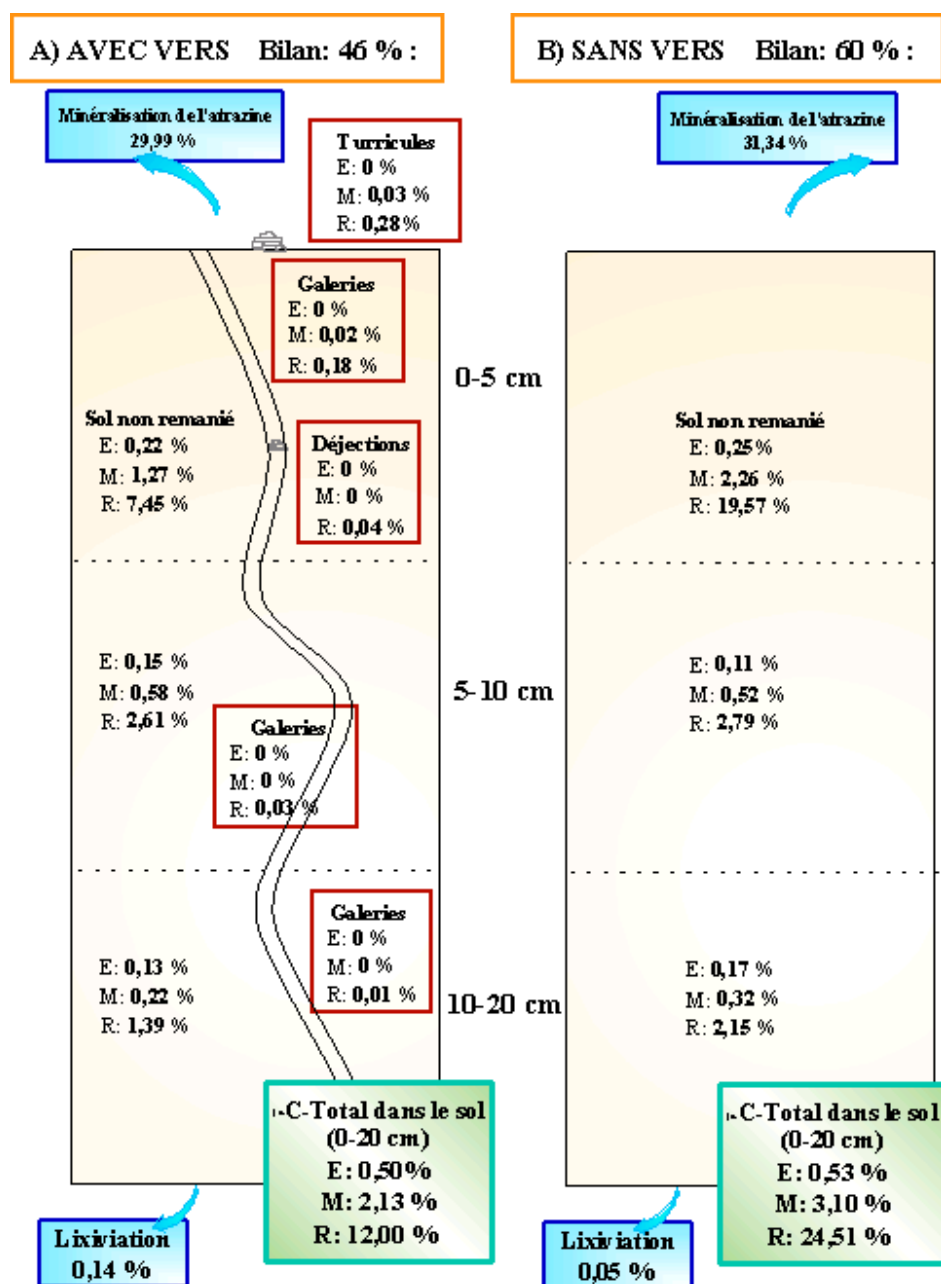 A) AVEC VERS Bilan: 46 % :
B) SANS VERS Bilan: 60 % :
Minéralisation de l'atrazine
29,99 %
Minéralisation de l'atrazine
31,34 %
Turricules
E: 0 %
M: 0,03 %
R: 0,28 %
Galeries
E: 0 %
M: 0,02 %
R: 0,18 %
0-5 cm
Sol non remanié
E: 0,22 %
M: 1,27 %
R: 7,45 %
Déjections
E: 0 %
M: 0 %
R: 0,04 %
Sol non remanié
E: 0,25%
M: 2,26 %
R: 19,57 %
E: 0,15 %
M: 0,58 %
R: 2,61 %
5-10 cm
E: 0,11 %
M: 0,52 %
R: 2,79 %
Galeries
E: 0 %
M: 0 %
R: 0,03 %
Galeries
E: 0 %
M: 0 %
R: 0,01 %
E: 0,13 %
M: 0,22 %
R: 1,39 %
10-20 cm
E: 0,17 %
M: 0,32 %
R: 2,15 %
C-Total dans le sol
(0-20 cm)
E: 0,50%
M: 2,13 %
R: 12,00 %
C-Total dans le sol
(0-20 cm)
E: 0,53 %
M: 3,10 %
R: 24,51 %
Lixiviation
0,14 %
Lixiviation
0,05 %